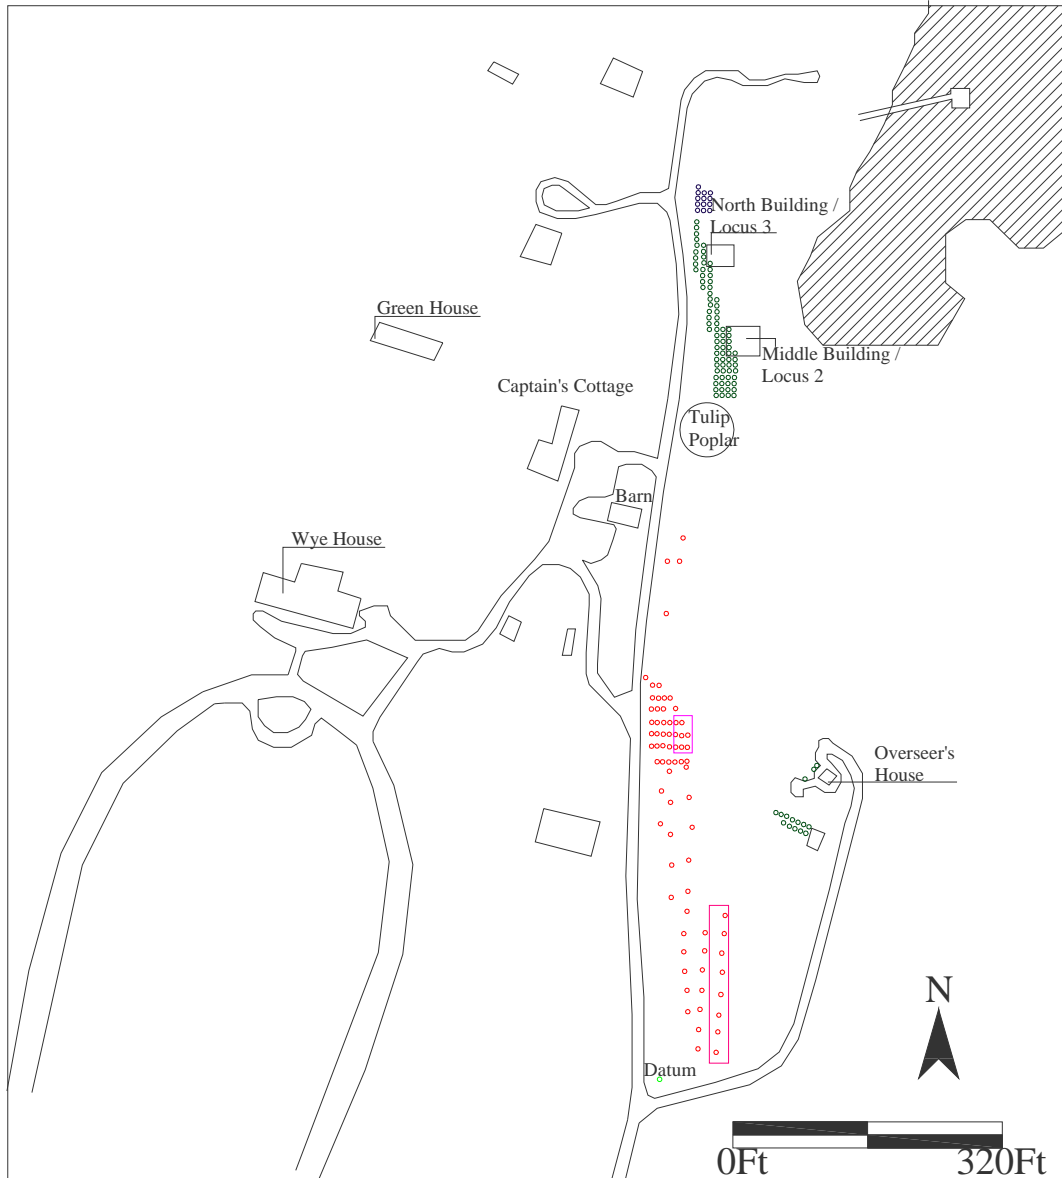 North Building /
Locus 3
Green House
Middle Building /
Locus 2
Captain's Cottage
Tulip
Poplar
Barn
Wye House
Overseer's
House
N
Datum
0Ft
320Ft